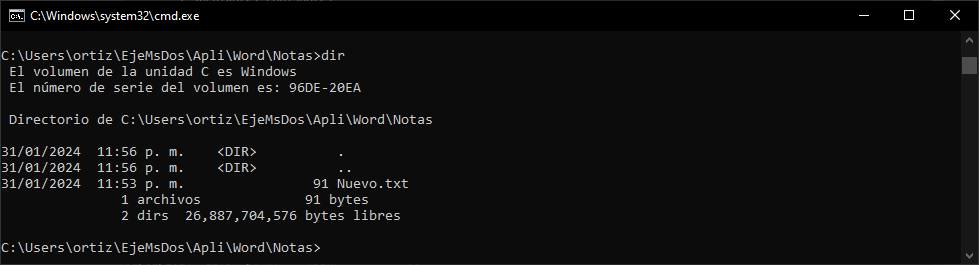 C:\Windows\system32\cmd.exe
C:\Users\ortiz\EjeMsDos\Apli\Word\Notas>dir
 El volumen de la unidad C es Windows
 El número de serie del volumen es: 96DE-20EA
 Directorio de C:\Users\ortiz\EjeMsDos\Apli\Word\Notas
31/01/2024  11:56 p. m.    <DIR>          .
31/01/2024  11:56 p. m.    <DIR>          ..
31/01/2024  11:53 p. m.                91 Nuevo.txt
               1 archivos             91 bytes
               2 dirs  26,887,704,576 bytes libres
C:\Users\ortiz\EjeMsDos\Apli\Word\Notas>